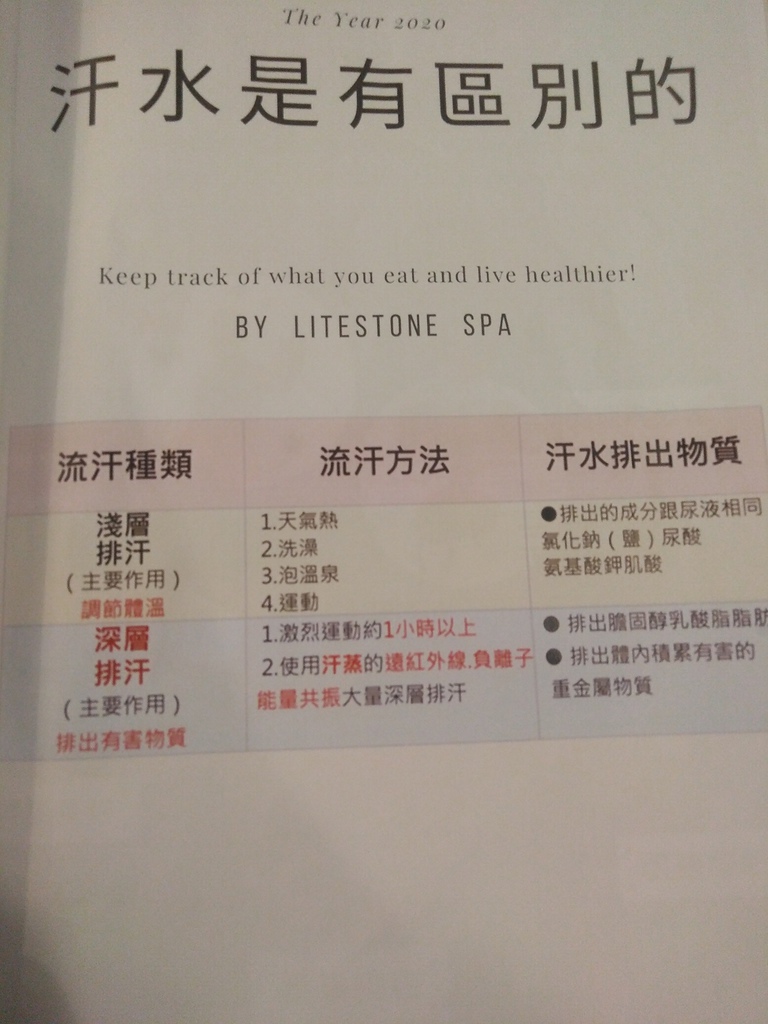 The Year 2020
汗水是有區別的
Keep track of what you eat and live healthier!
BY LITESTONE SPA
流汗種類
流汗方法
汗水排出物質
淺層
排汗
(主要作用)
調節體溫
1.天氣熱
2.洗澡
3.泡溫泉
4.運動
●排出的成分跟尿液相同
氯化鈉(鹽)尿酸
氨基酸鉀肌酸
深層
排汗
(主要作用)
排出有害物質
1.激烈運動約1小時以上
2.使用汗蒸的遠紅外線.負離子
能量共振大量深層排汗
● 排出膽固醇乳酸脂脂肪
● 排出體內積累有害的
重金屬物質